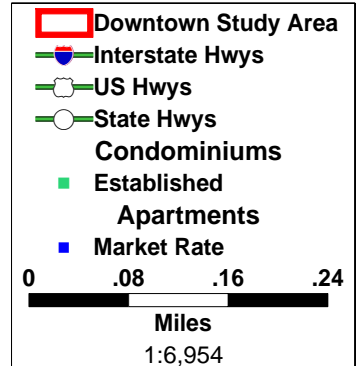 Downtown Study Area
Interstate Hwys
US Hwys
State Hwys
Condominiums
Established
Apartments
Market Rate
0 .08 .16 .24
Miles
1:6,954